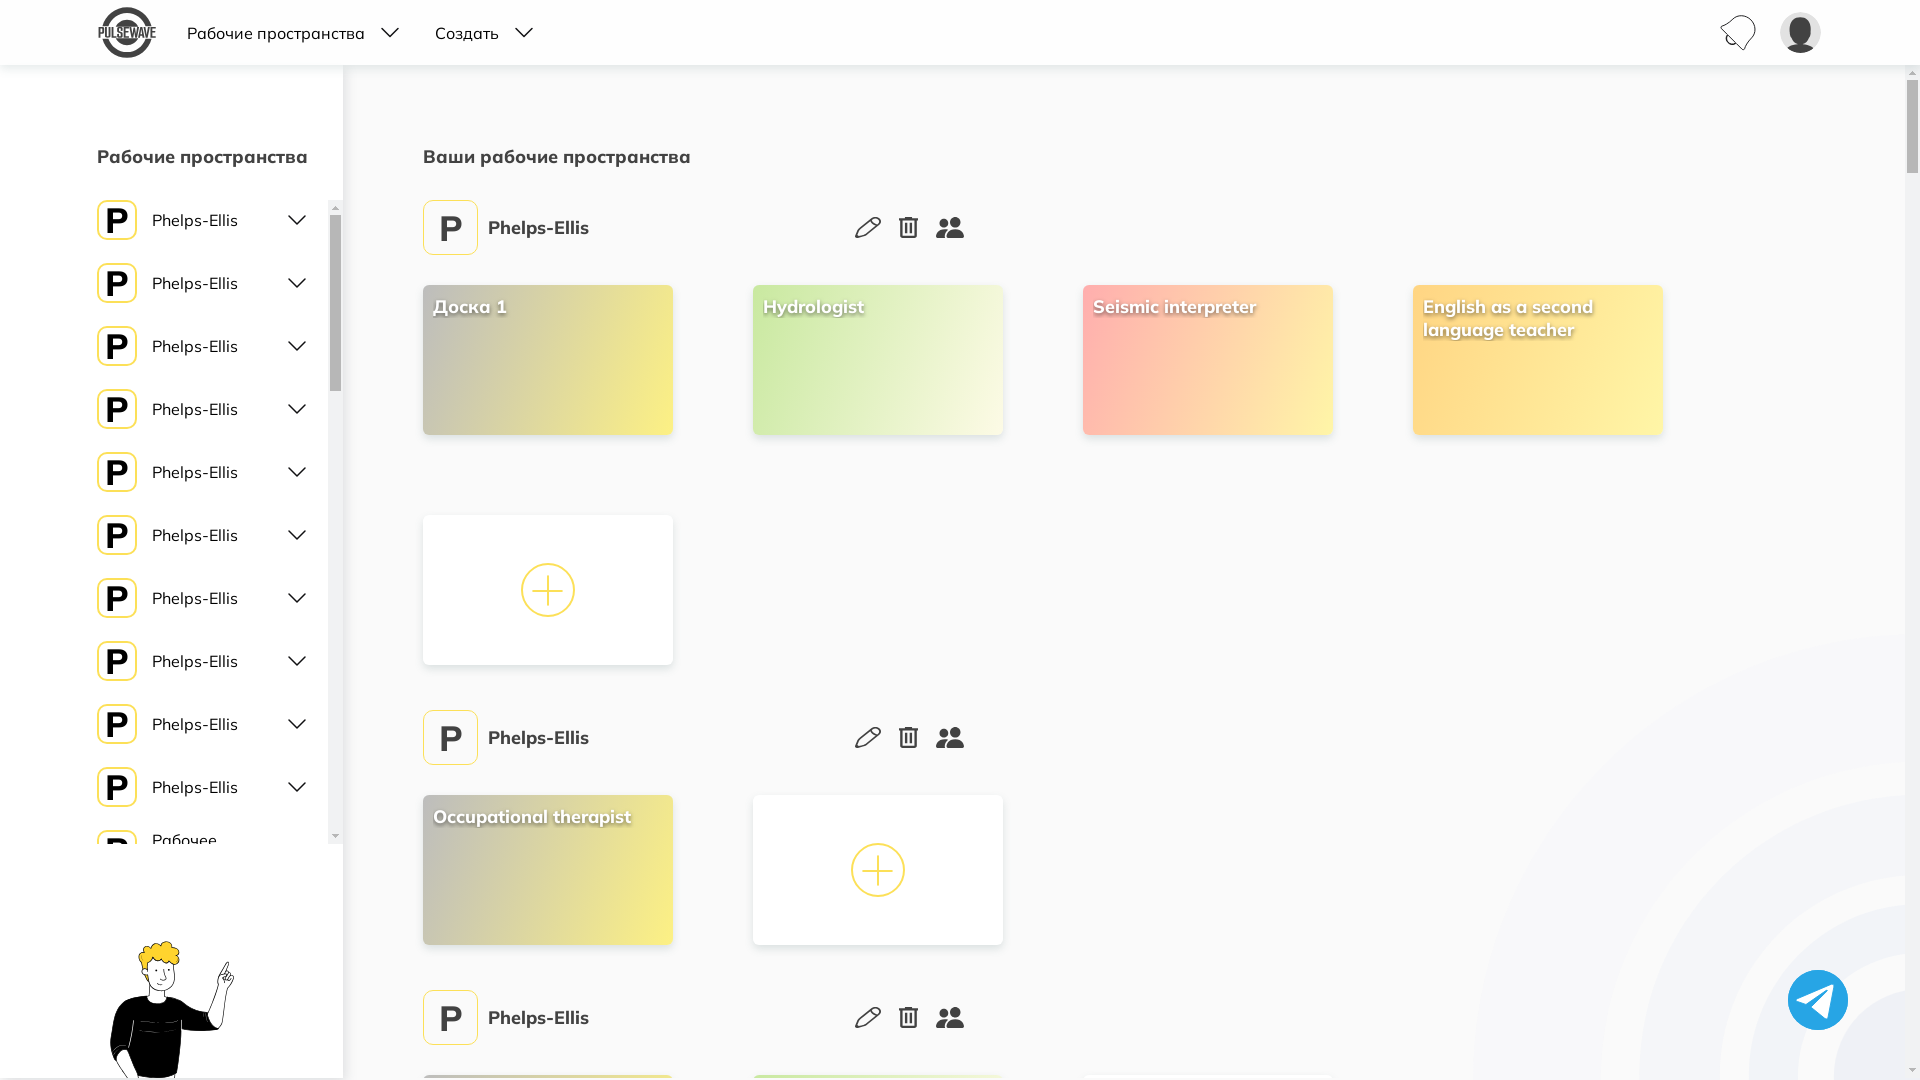 PULSEWAVE
Рабочие пространства
Создать
Рабочие пространства
P Phelps-Ellis
P Phelps-Ellis
P Phelps-Ellis
P Phelps-Ellis
P Phelps-Ellis
P Phelps-Ellis
P Phelps-Ellis
P Phelps-Ellis
P Phelps-Ellis
P Phelps-Ellis
Рабочее
Ваши рабочие пространства
P Phelps-Ellis
Доска 1
Hydrologist
Seismic interpreter
English as a second
language teacher
P Phelps-Ellis
Occupational therapist
P Phelps-Ellis